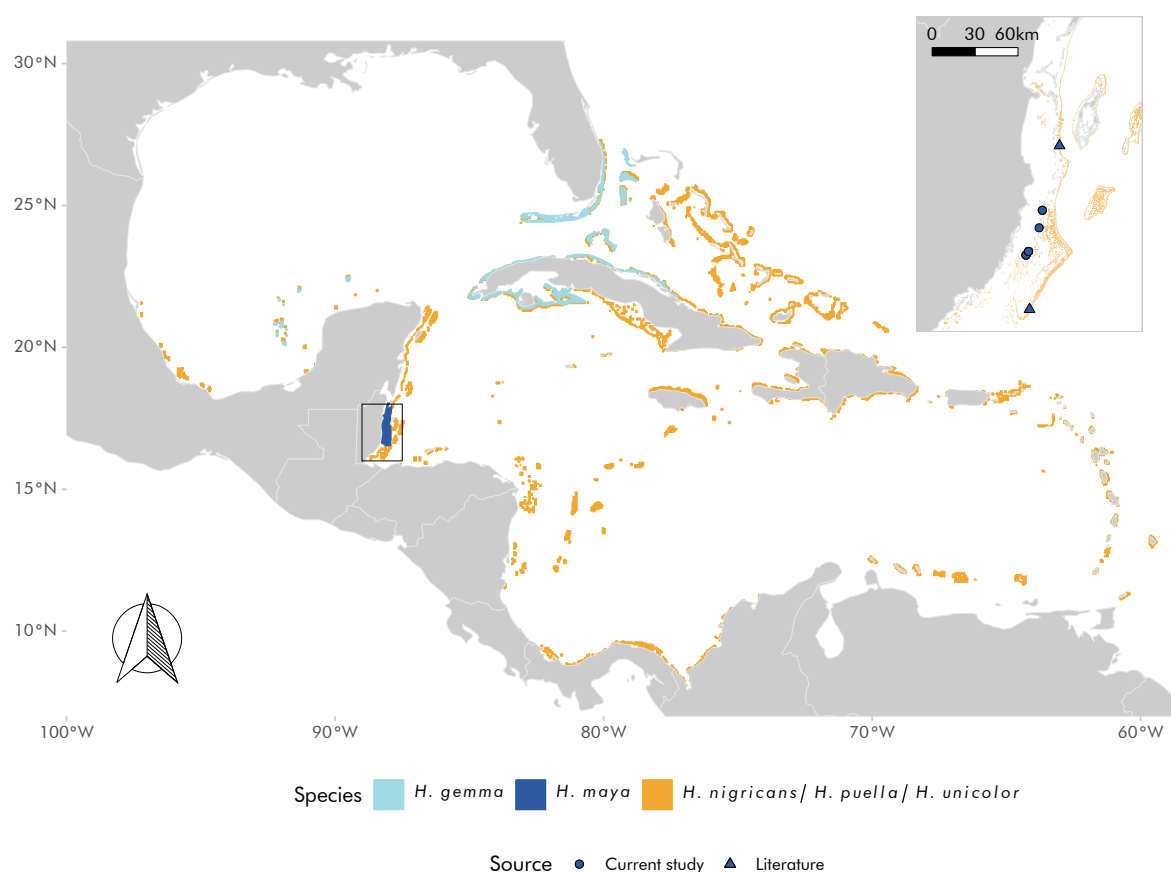 0 30 60km
30°N
25°N
20°N
15°N
10°N
100°W 90°W 80°W 70°W 60°W
Species H. gemma H. maya H. nigricans/ H. puella/ H. unicolor
Source Current study Literature